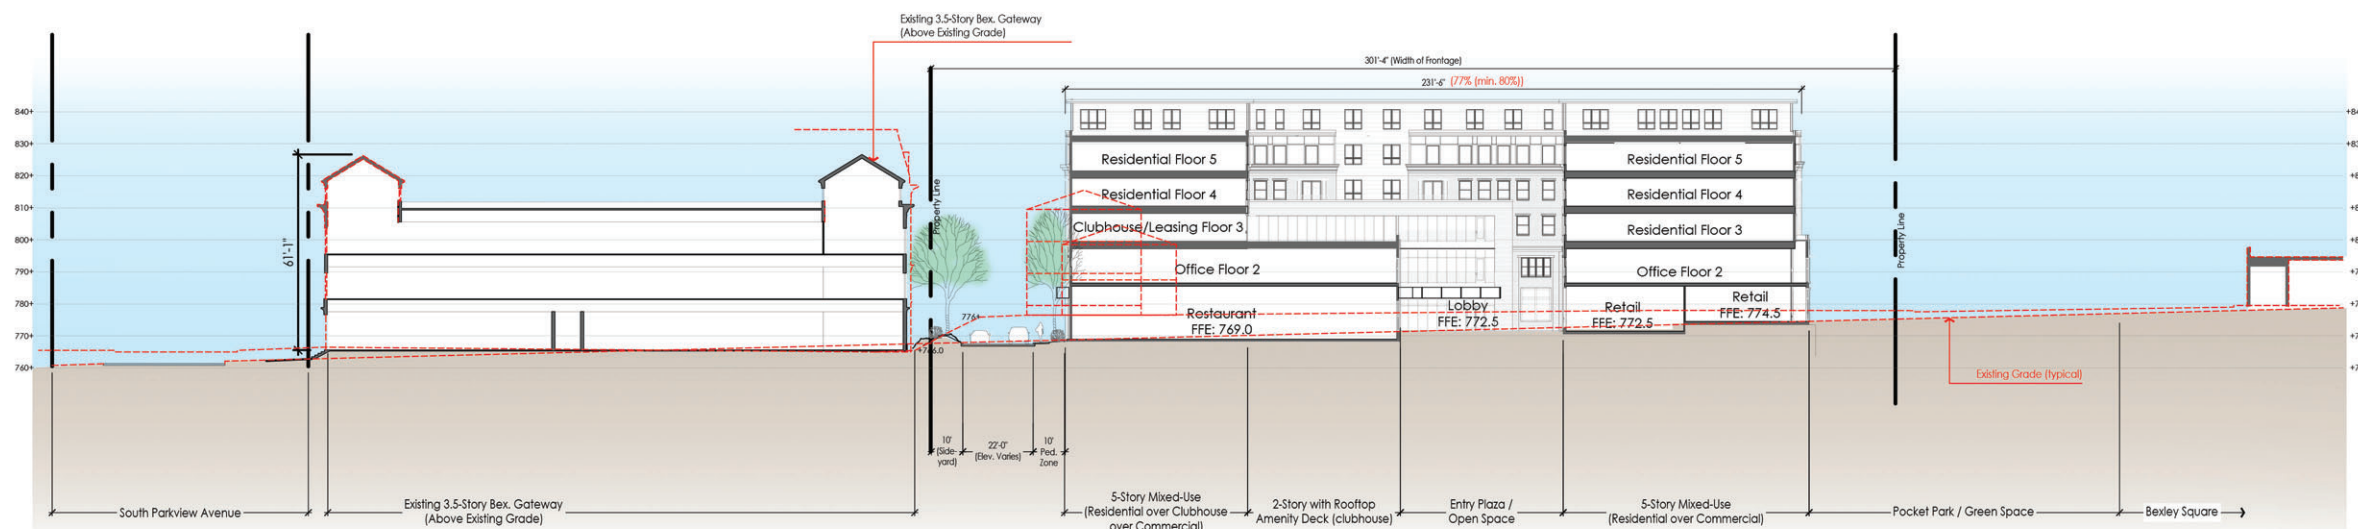 Existing 3.5-Story Bex. Gateway
(Above Existing Grade)
301'-4" (Width of Frontage)
231'-6" (77% (min. 80%))
840+
830+
820+
810+
800+
790+
780+
770+
760+
61'-1"
Property Line
Property Line
Residential Floor 5
Residential Floor 4
Clubhouse/Leasing Floor 3
Office Floor 2
Restaurant
FFE: 769.0
Lobby
FFE: 772.5
Residential Floor 5
Residential Floor 4
Residential Floor 3
Office Floor 2
Retail
FFE: 772.5
Retail
FFE: 774.5
776+
Existing Grade (typical)
10'
(Side-
yard)
22'-0"
(Elev. Varies)
10'
Ped.
Zone
South Parkview Avenue
Existing 3.5-Story Bex. Gateway
(Above Existing Grade)
5-Story Mixed-Use
(Residential over Clubhouse
over Commercial)
2-Story with Rooftop
Amenity Deck (clubhouse)
Entry Plaza /
Open Space
5-Story Mixed-Use
(Residential over Commercial)
Pocket Park / Green Space
Bexley Square